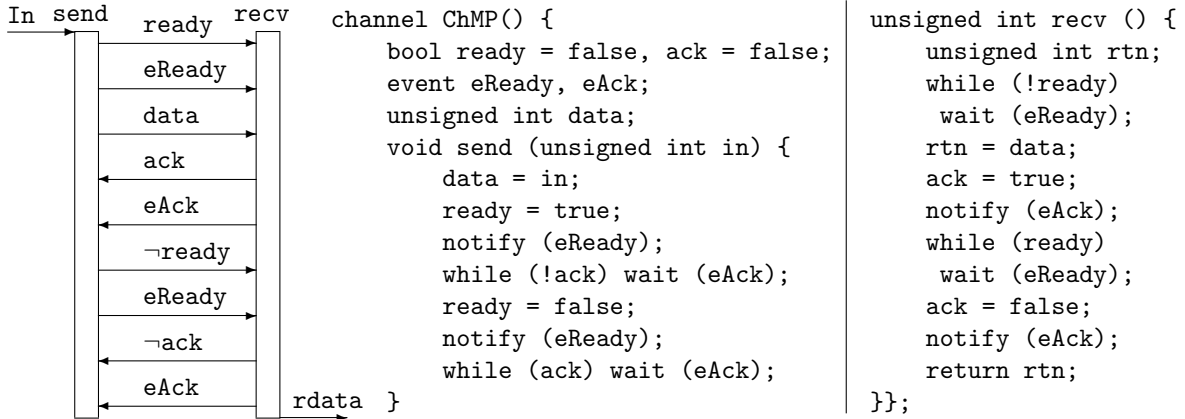 In send recv
ready
eReady
data
ack
eAck
¬ready
eReady
¬ack
eAck
rdata
channel ChMP() {
bool ready = false, ack = false;
event eReady, eAck;
unsigned int data;
void send (unsigned int in) {
data = in;
ready = true;
notify (eReady);
while (!ack) wait (eAck);
ready = false;
notify (eReady);
while (ack) wait (eAck);
}
unsigned int recv () {
unsigned int rtn;
while (!ready)
wait (eReady);
rtn = data;
ack = true;
notify (eAck);
while (ready)
wait (eReady);
ack = false;
notify (eAck);
return rtn;
}};